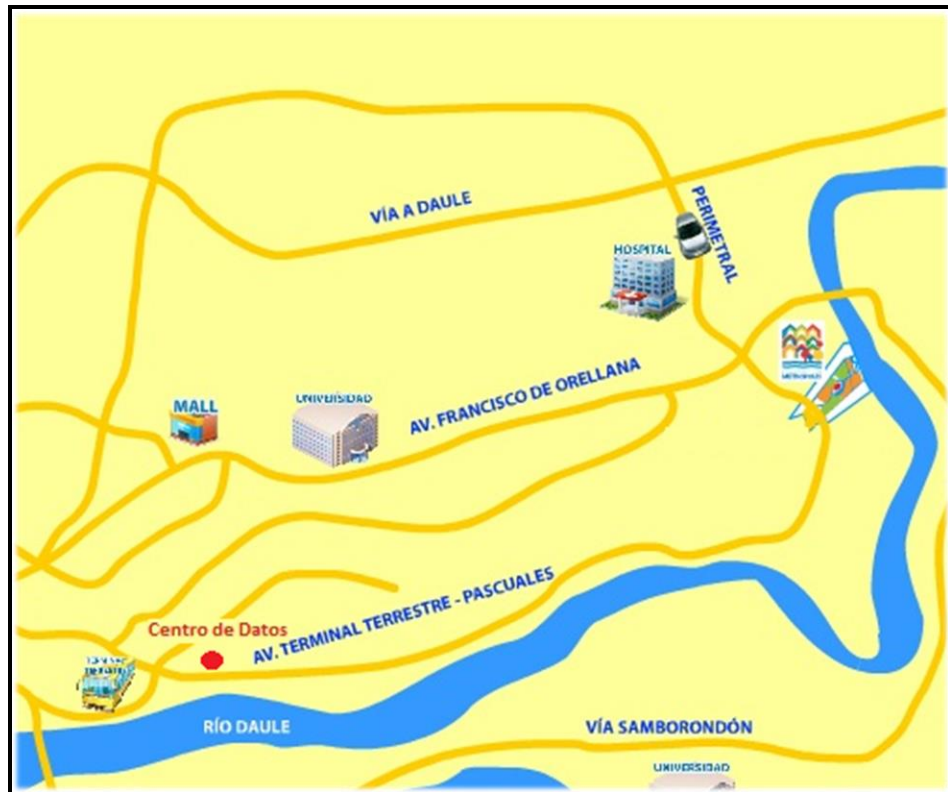 VÍA A DAULE
PERIMETRAL
HOSPITAL
AV. FRANCISCO DE ORELLANA
MALL
UNIVERSIDAD
AV. TERMINAL TERRESTRE - PASCUALES
Centro de Datos
TERMINAL
RÍO DAULE
VÍA SAMBORONDÓN
UNIVERSIDAD